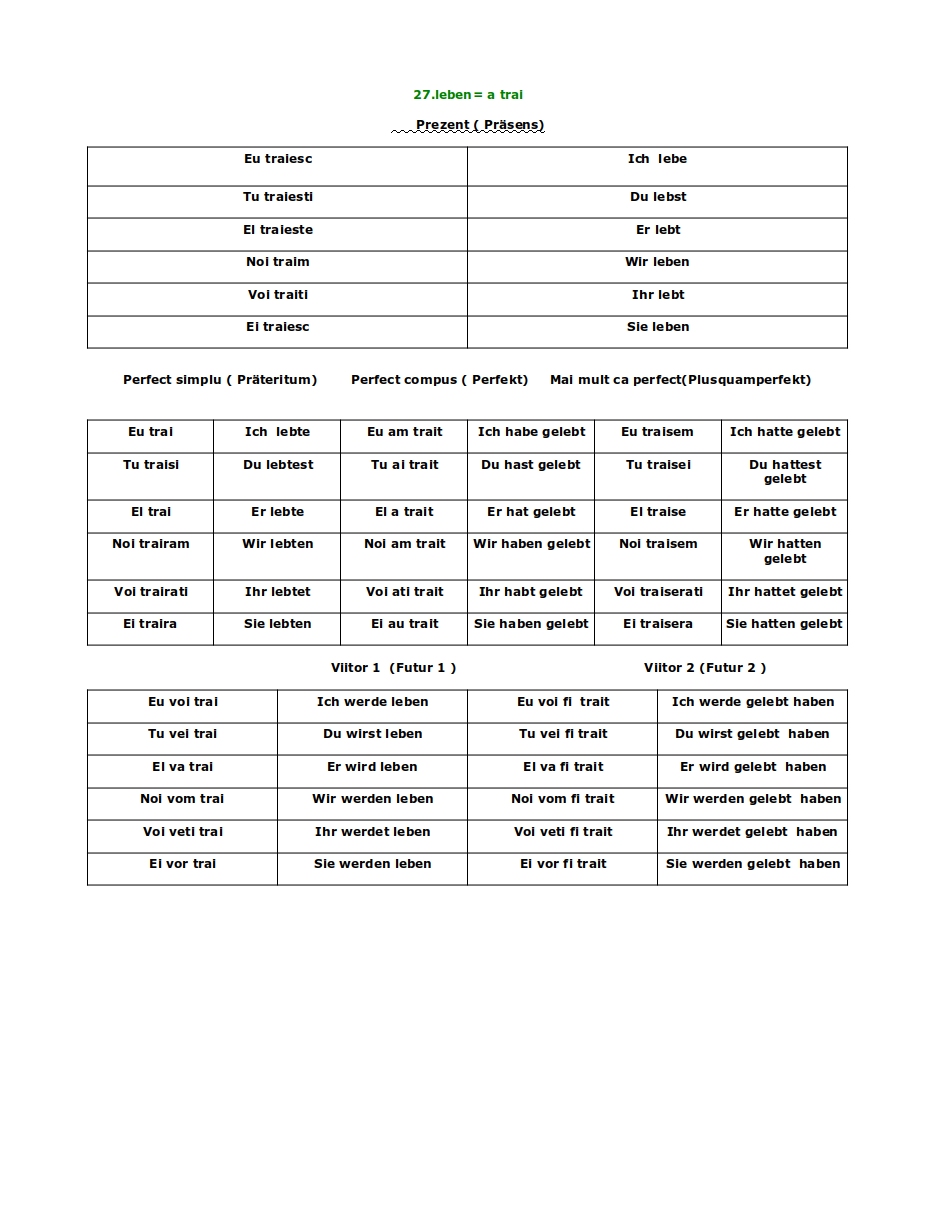 27.leben= a trai
Prezent ( Präsens)
Eu traiesc Ich lebe
Tu traiesti Du lebst
El traieste Er lebt
Noi traim Wir leben
Voi traiti Ihr lebt
Ei traiesc Sie leben
Perfect simplu ( Präteritum) Perfect compus ( Perfekt) Mai mult ca perfect(Plusquamperfekt)
Eu trai Ich lebte Eu am trait Ich habe gelebt Eu traisem Ich hatte gelebt
Tu traisi Du lebtest Tu ai trait Du hast gelebt Tu traisei Du hattest
gelebt
El trai Er lebte El a trait Er hat gelebt El traise Er hatte gelebt
Noi trairam Wir lebten Noi am trait Wir haben gelebt Noi traisem Wir hatten
gelebt
Voi trairati Ihr lebtet Voi ati trait Ihr habt gelebt Voi traiserati Ihr hattet gelebt
Ei traira Sie lebten Ei au trait Sie haben gelebt Ei traisera Sie hatten gelebt
Viitor 1 (Futur 1 ) Viitor 2 (Futur 2 )
Eu voi trai Ich werde leben Eu voi fi trait Ich werde gelebt haben
Tu vei trai Du wirst leben Tu vei fi trait Du wirst gelebt haben
El va trai Er wird leben El va fi trait Er wird gelebt haben
Noi vom trai Wir werden leben Noi vom fi trait Wir werden gelebt haben
Voi veti trai Ihr werdet leben Voi veti fi trait Ihr werdet gelebt haben
Ei vor trai Sie werden leben Ei vor fi trait Sie werden gelebt haben